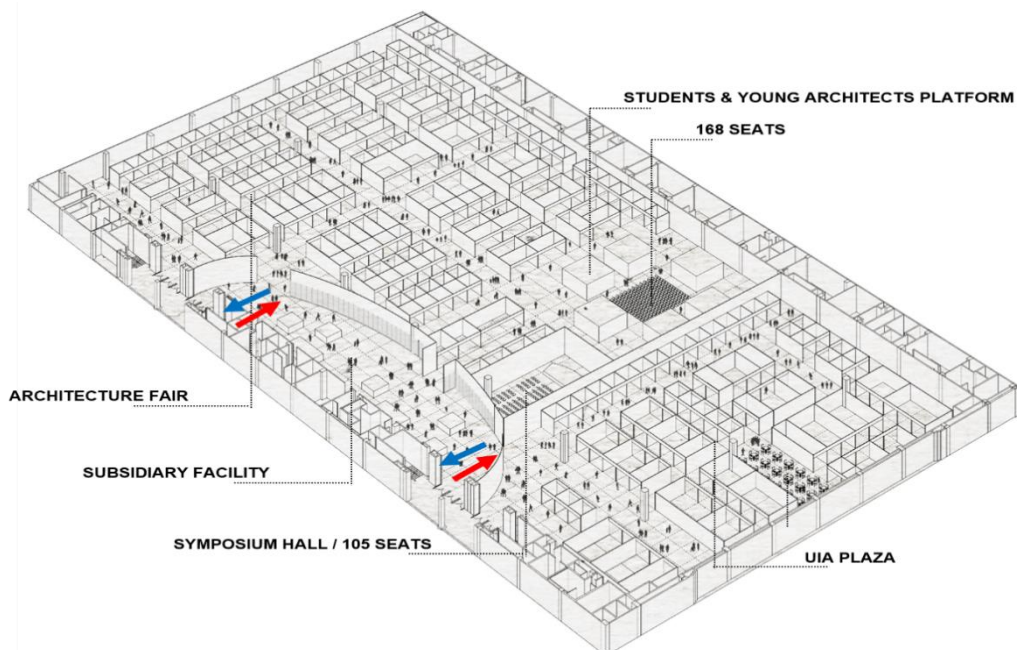 STUDENTS & YOUNG ARCHITECTS PLATFORM
168 SEATS
ARCHITECTURE FAIR
SUBSIDIARY FACILITY
SYMPOSIUM HALL / 105 SEATS
UIA PLAZA